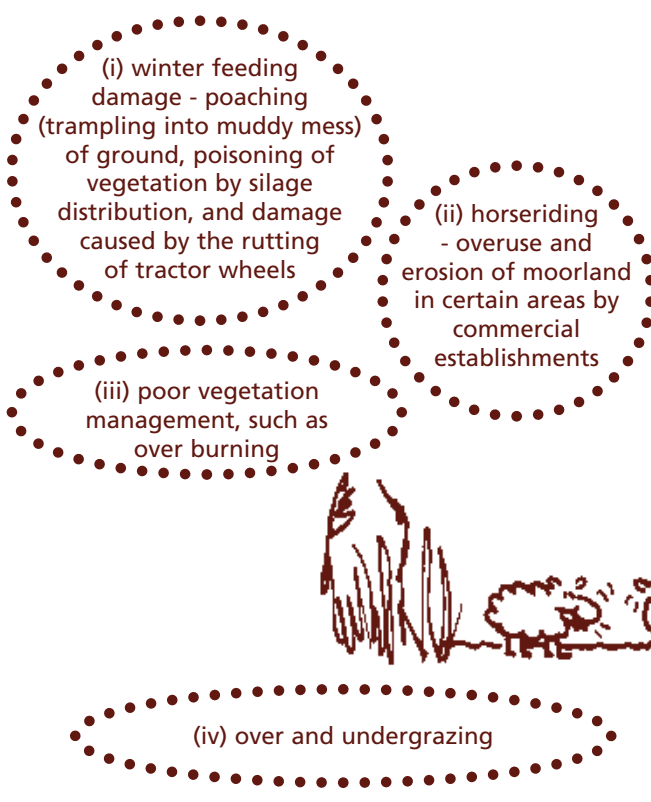 (i) winter feeding
damage - poaching
(trampling into muddy mess)
of ground, poisoning of
vegetation by silage
distribution, and damage
caused by the rutting
of tractor wheels
(ii) horseriding
- overuse and
erosion of moorland
in certain areas by
commercial
establishments
(iii) poor vegetation
management, such as
over burning
(iv) over and undergrazing